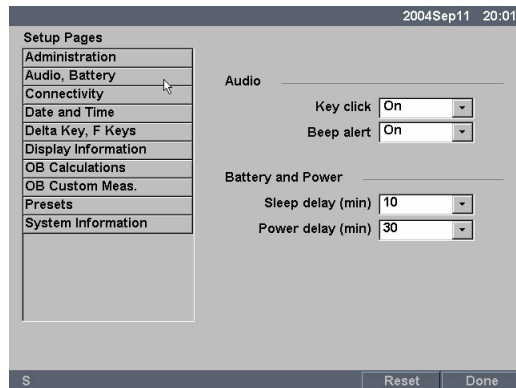 2004Sep11 20:01
Setup Pages
Administration
Audio, Battery
Connectivity
Date and Time
Delta Key, F Keys
Display Information
OB Calculations
OB Custom Meas.
Presets
System Information
Audio
Key click On
Beep alert On
Battery and Power
Sleep delay (min) 10
Power delay (min) 30
S
Reset Done